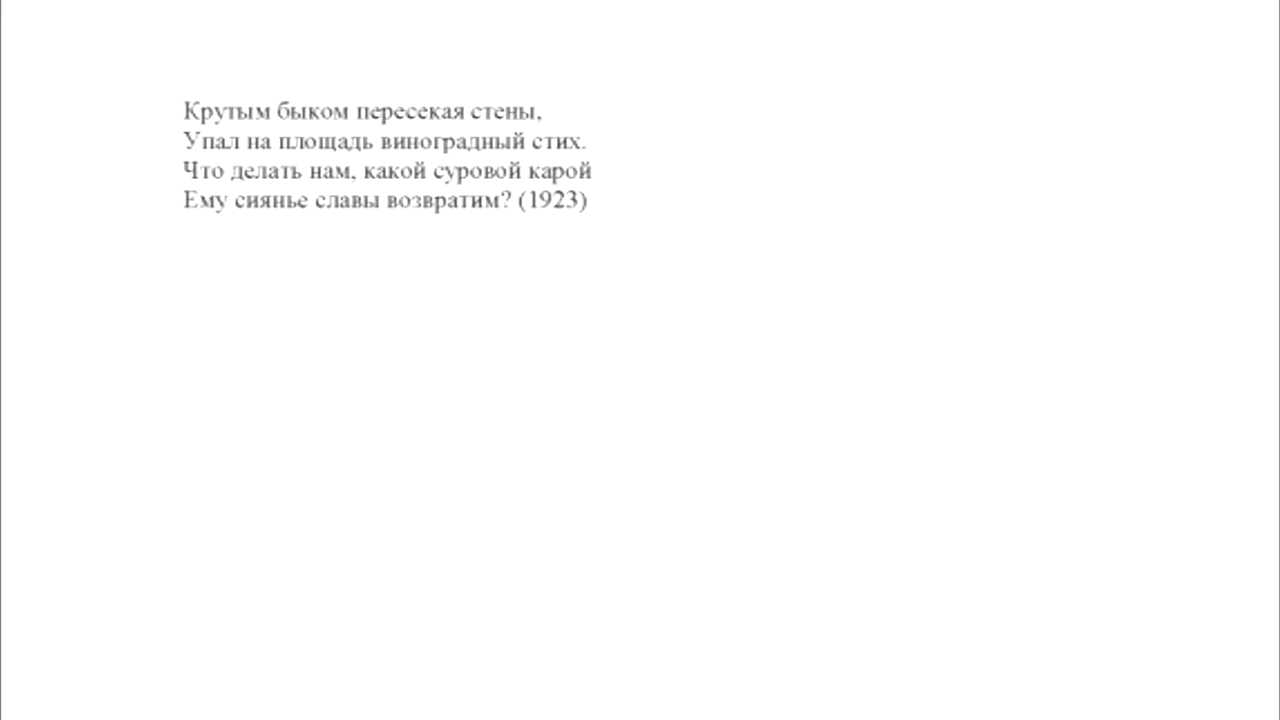 Крутым быком пересекая стены,
Упал на площадь виноградный стих.
Что делать нам, какой суровой карой
Ему сиянье славы возвратим? (1923)